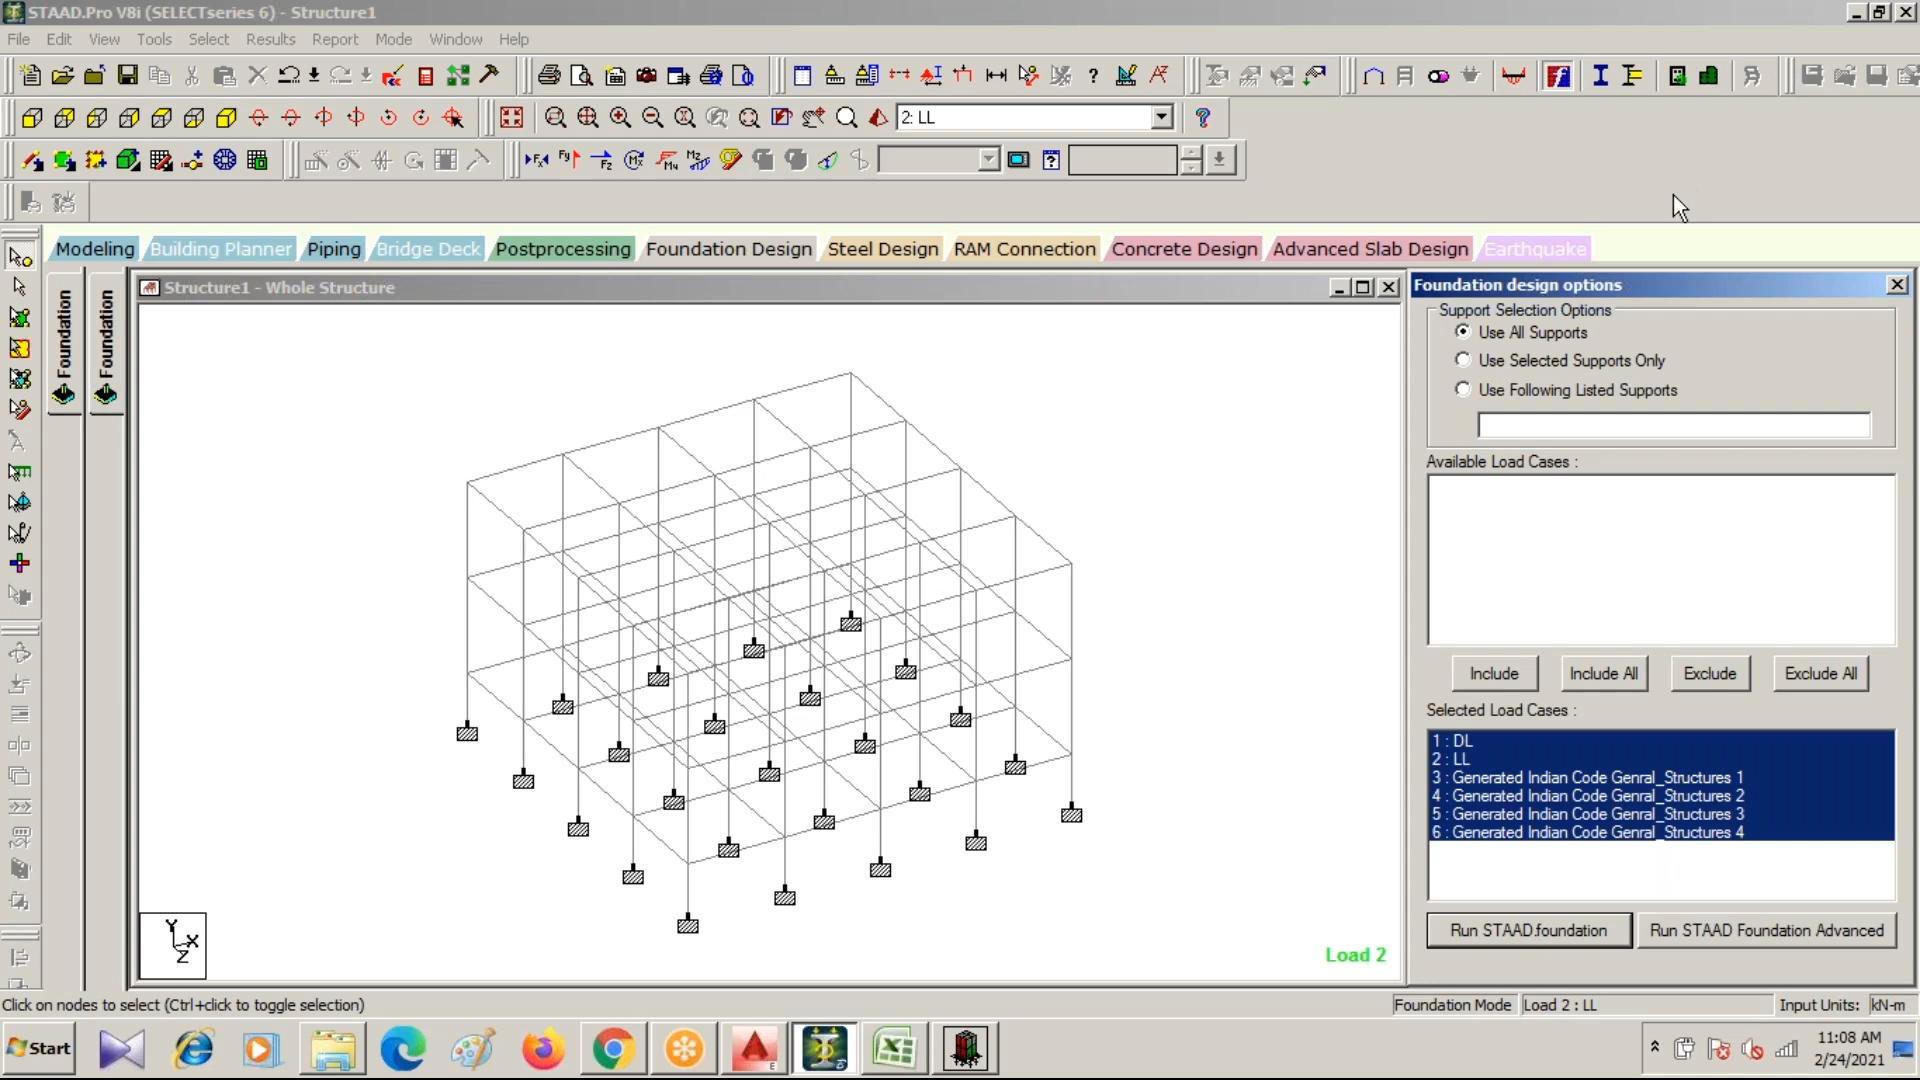 STAAD.Pro V8i (SELECTseries 6) - Structure1
File Edit View Tools Select Results Report Mode Window Help
2: LL
Modeling Building Planner Piping Bridge Deck Postprocessing Foundation Design Steel Design RAM Connection Concrete Design Advanced Slab Design Earthquake
Foundation
Foundation
Structure1 - Whole Structure
Load 2
Foundation design options
Support Selection Options
Use All Supports
Use Selected Supports Only
Use Following Listed Supports
Available Load Cases :
Include Include All Exclude Exclude All
Selected Load Cases :
1 : DL
2 : LL
3 : Generated Indian Code Genral_Structures 1
4 : Generated Indian Code Genral_Structures 2
5 : Generated Indian Code Genral_Structures 3
6 : Generated Indian Code Genral_Structures 4
Run STAAD.foundation Run STAAD Foundation Advanced
Y
X
Z
Click on nodes to select (Ctrl+click to toggle selection) Foundation Mode Load 2 : LL Input Units: kN-m
Start
11:08 AM
2/24/2021